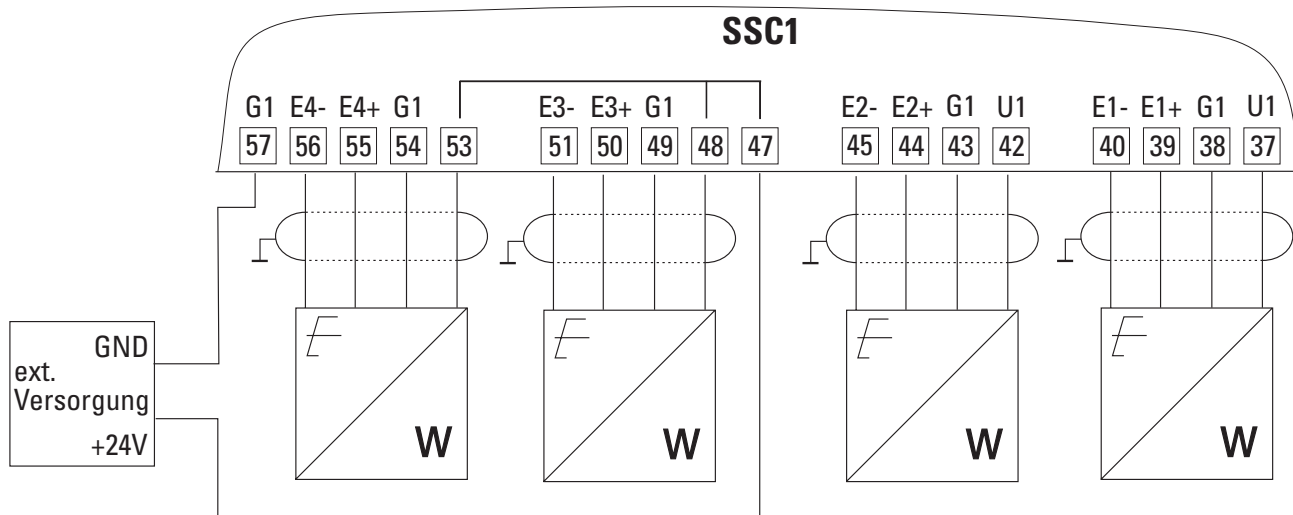 SSC1
G1 E4- E4+ G1 E3- E3+ G1 E2- E2+ G1 U1 E1- E1+ G1 U1
57 56 55 54 53 51 50 49 48 47 45 44 43 42 40 39 38 37
GND
ext.
Versorgung
+24V
W W W W